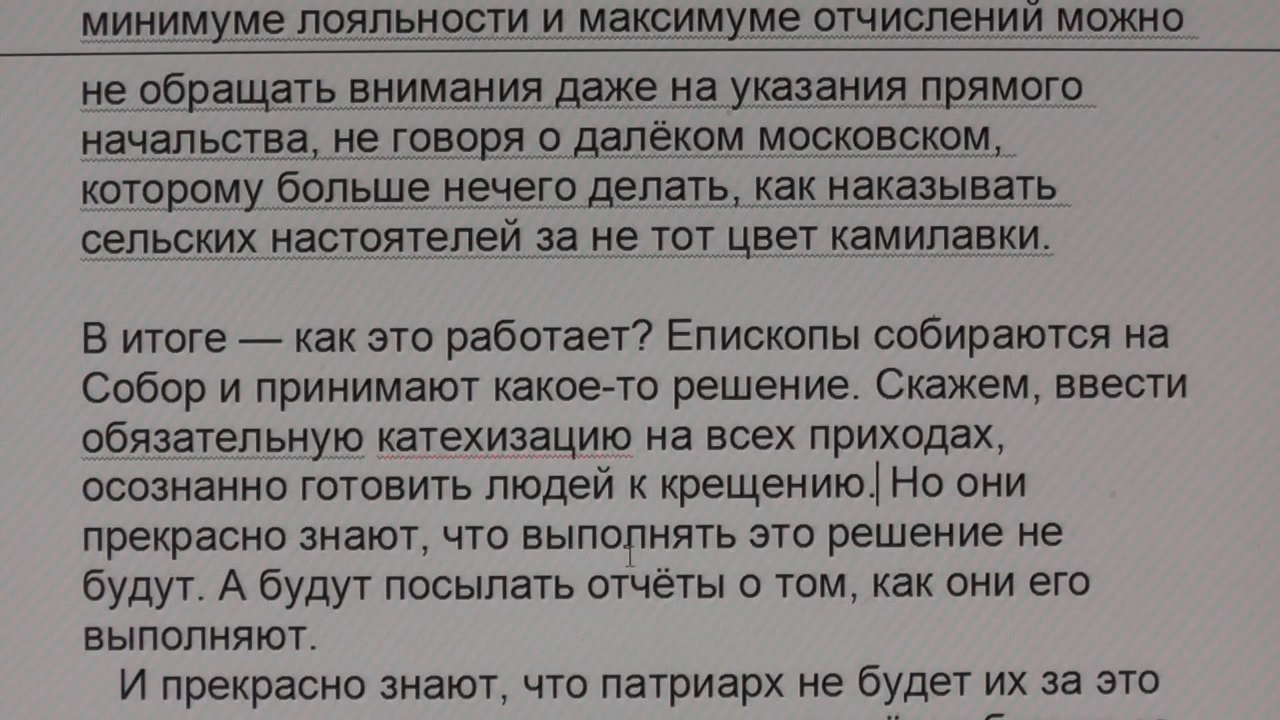 минимуме лояльности и максимуме отчислений можно
не обращать внимания даже на указания прямого
начальства, не говоря о далёком московском,
которому больше нечего делать, как наказывать
сельских настоятелей за не тот цвет камилавки.
В итоге — как это работает? Епископы собираются на
Собор и принимают какое-то решение. Скажем, ввести
обязательную катехизацию на всех приходах,
осознанно готовить людей к крещению. Но они
прекрасно знают, что выполнять это решение не
будут. А будут посылать отчёты о том, как они его
выполняют.
И прекрасно знают, что патриарх не будет их за это